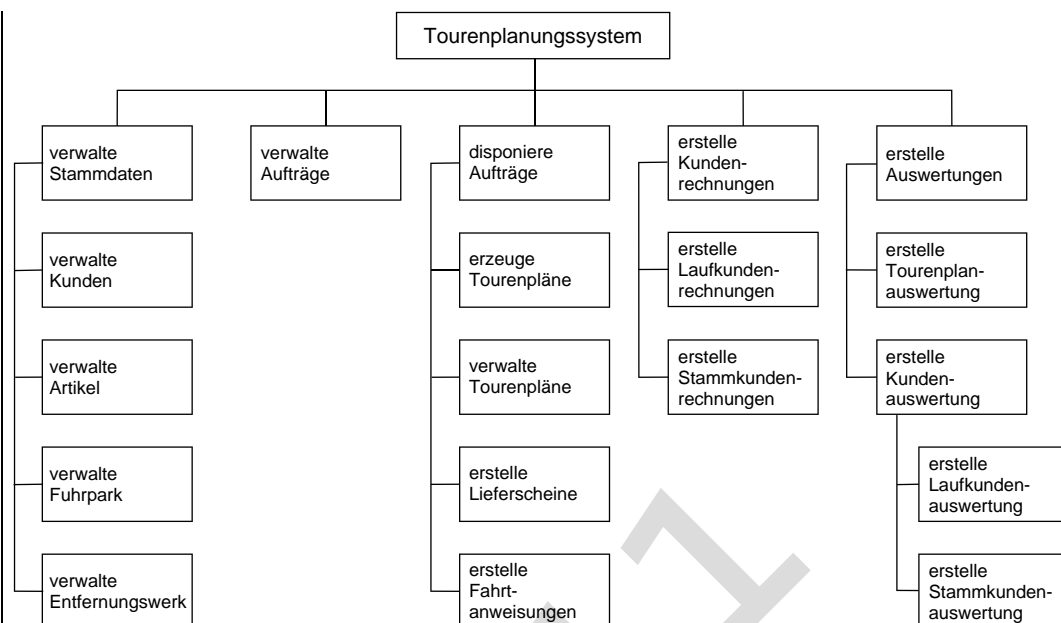 Tourenplanungssystem
verwalte
Stammdaten
verwalte
Kunden
verwalte
Artikel
verwalte
Fuhrpark
verwalte
Entfernungswerk
verwalte
Aufträge
disponiere
Aufträge
erzeuge
Tourenpläne
verwalte
Tourenpläne
erstelle
Lieferscheine
erstelle
Fahrt-
anweisungen
erstelle
Kunden-
rechnungen
erstelle
Laufkunden-
rechnungen
erstelle
Stammkunden-
rechnungen
erstelle
Auswertungen
erstelle
Tourenplan-
auswertung
erstelle
Kunden-
auswertung
erstelle
Laufkunden-
auswertung
erstelle
Stammkunden-
auswertung